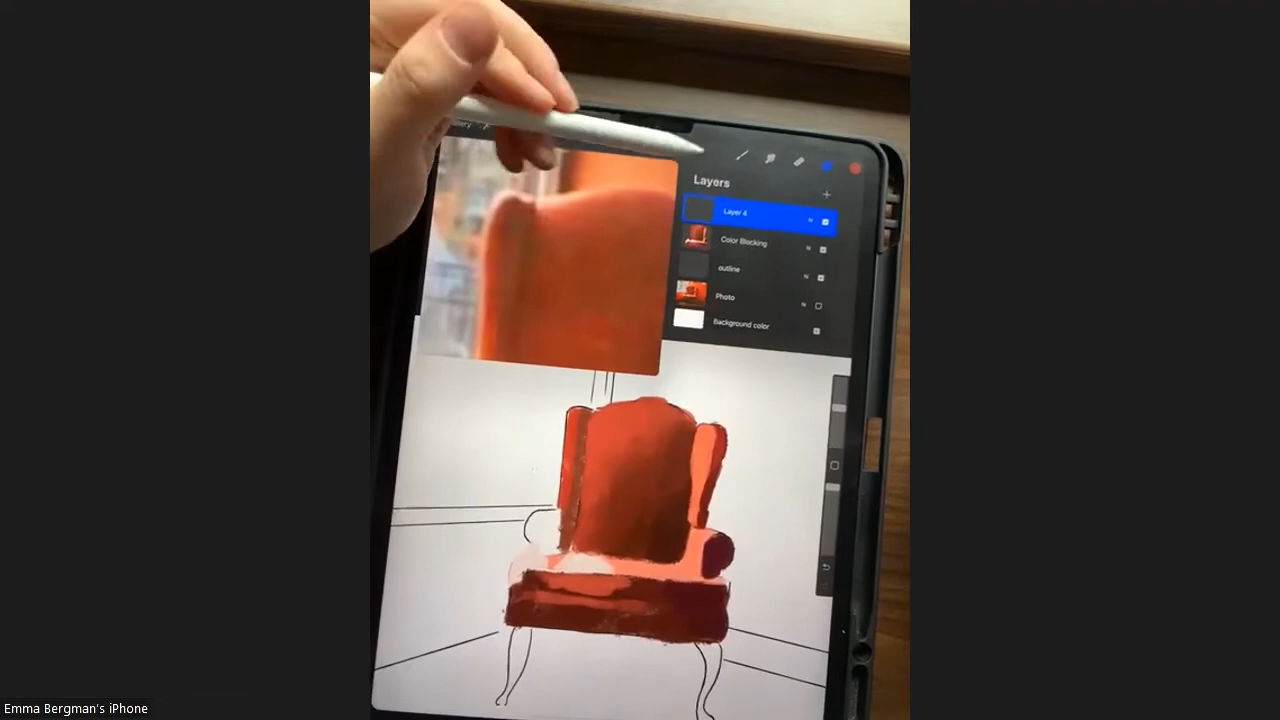 Layers
Layer 4
N
Color Blocking
N
outline
N
Photo
N
Background color
Emma Bergman's iPhone